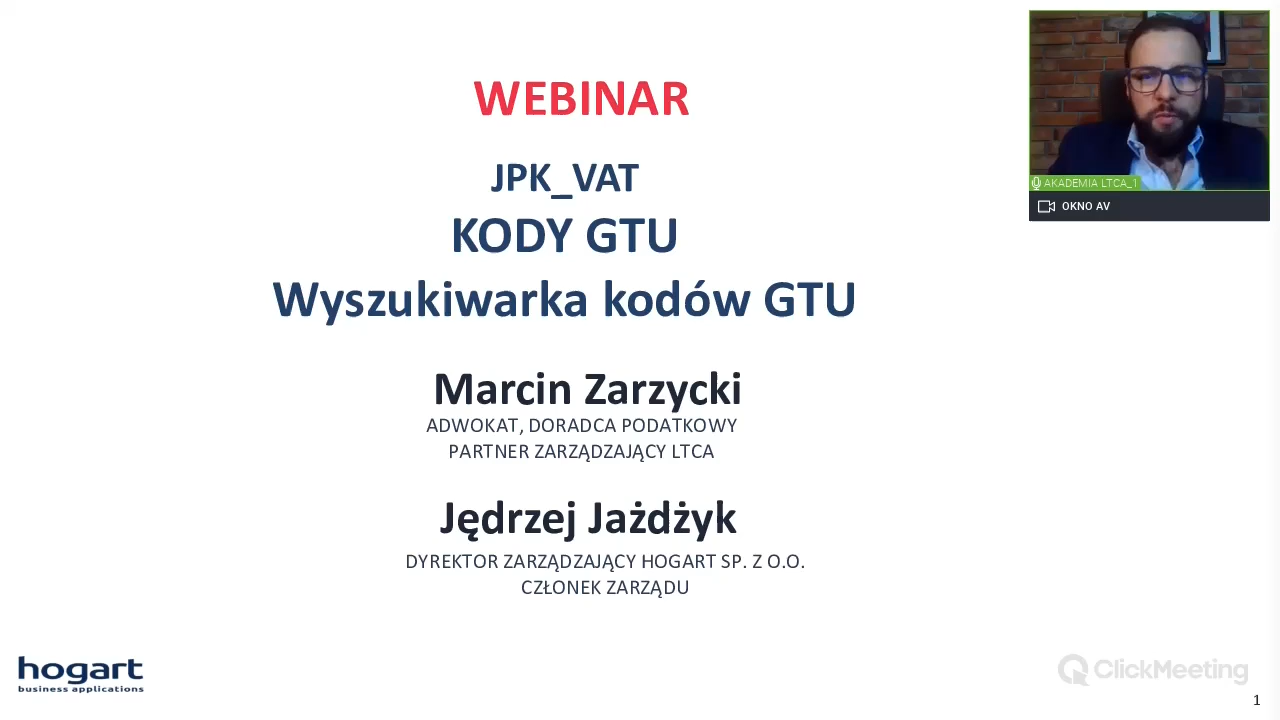 WEBINAR
JPK_VAT
KODY GTU
Wyszukiwarka kodów GTU
Marcin Zarzycki
ADWOKAT, DORADCA PODATKOWY
PARTNER ZARZĄDZAJĄCY LTCA
Jędrzej Jażdżyk
DYREKTOR ZARZĄDZAJĄCY HOGART SP. Z O.O.
CZŁONEK ZARZĄDU
AKADEMIA LTCA_1
OKNO AV
hogart
business applications
ClickMeeting
1